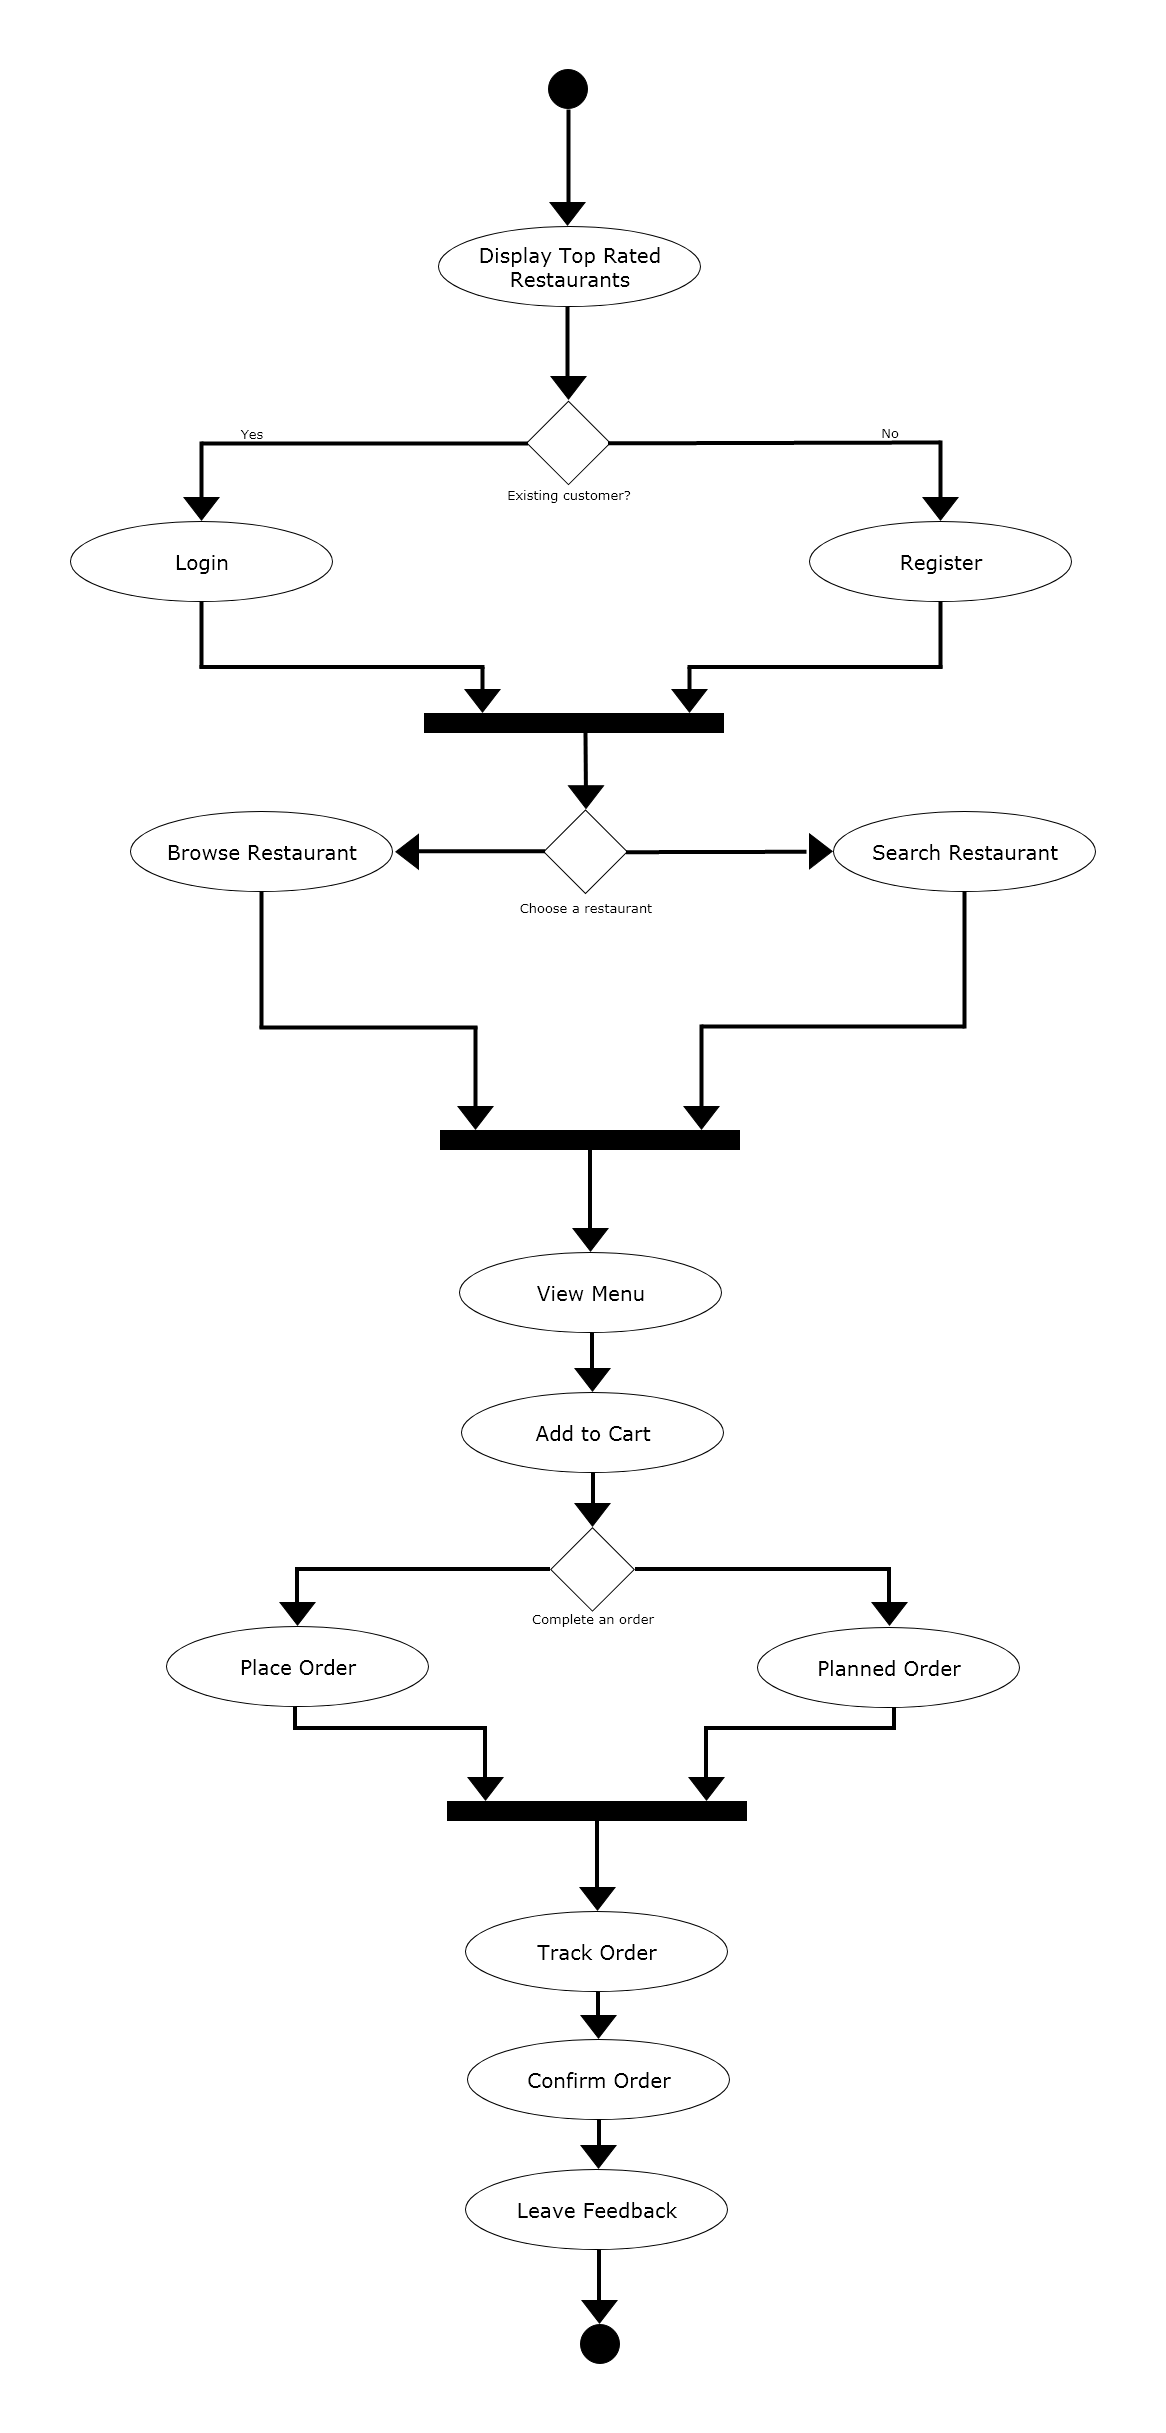 Display Top Rated
Restaurants
Yes
No
Existing customer?
Login
Register
Browse Restaurant
Search Restaurant
Choose a restaurant
View Menu
Add to Cart
Complete an order
Place Order
Planned Order
Track Order
Confirm Order
Leave Feedback